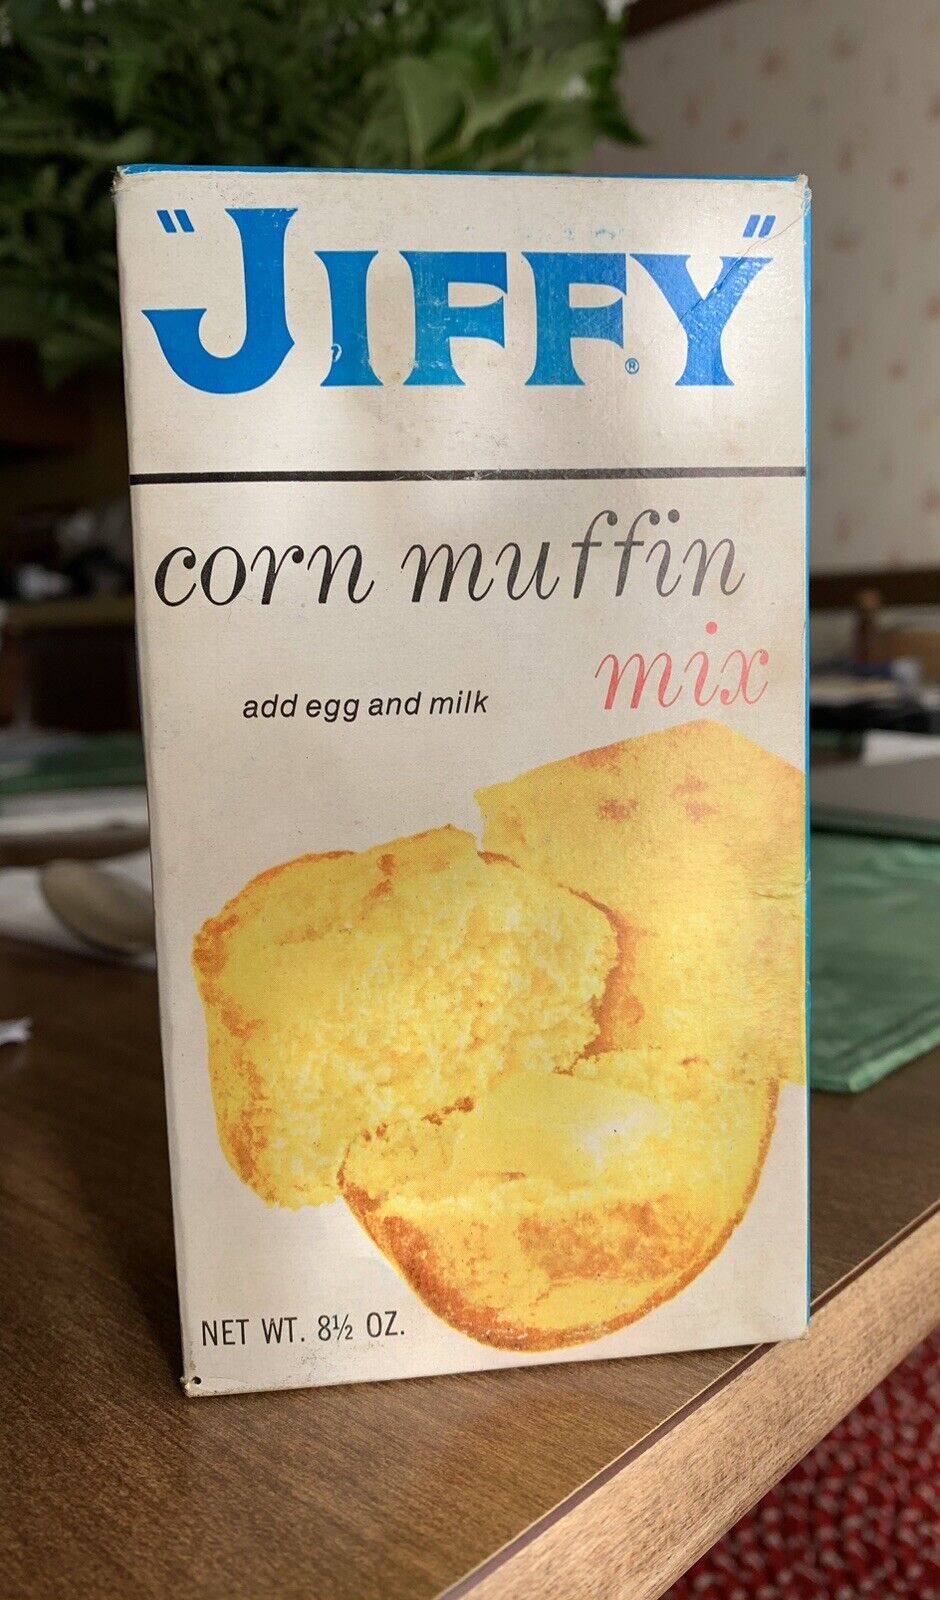 "JIFFY"®
corn muffin
mix
add egg and milk
NET WT. 8½ OZ.